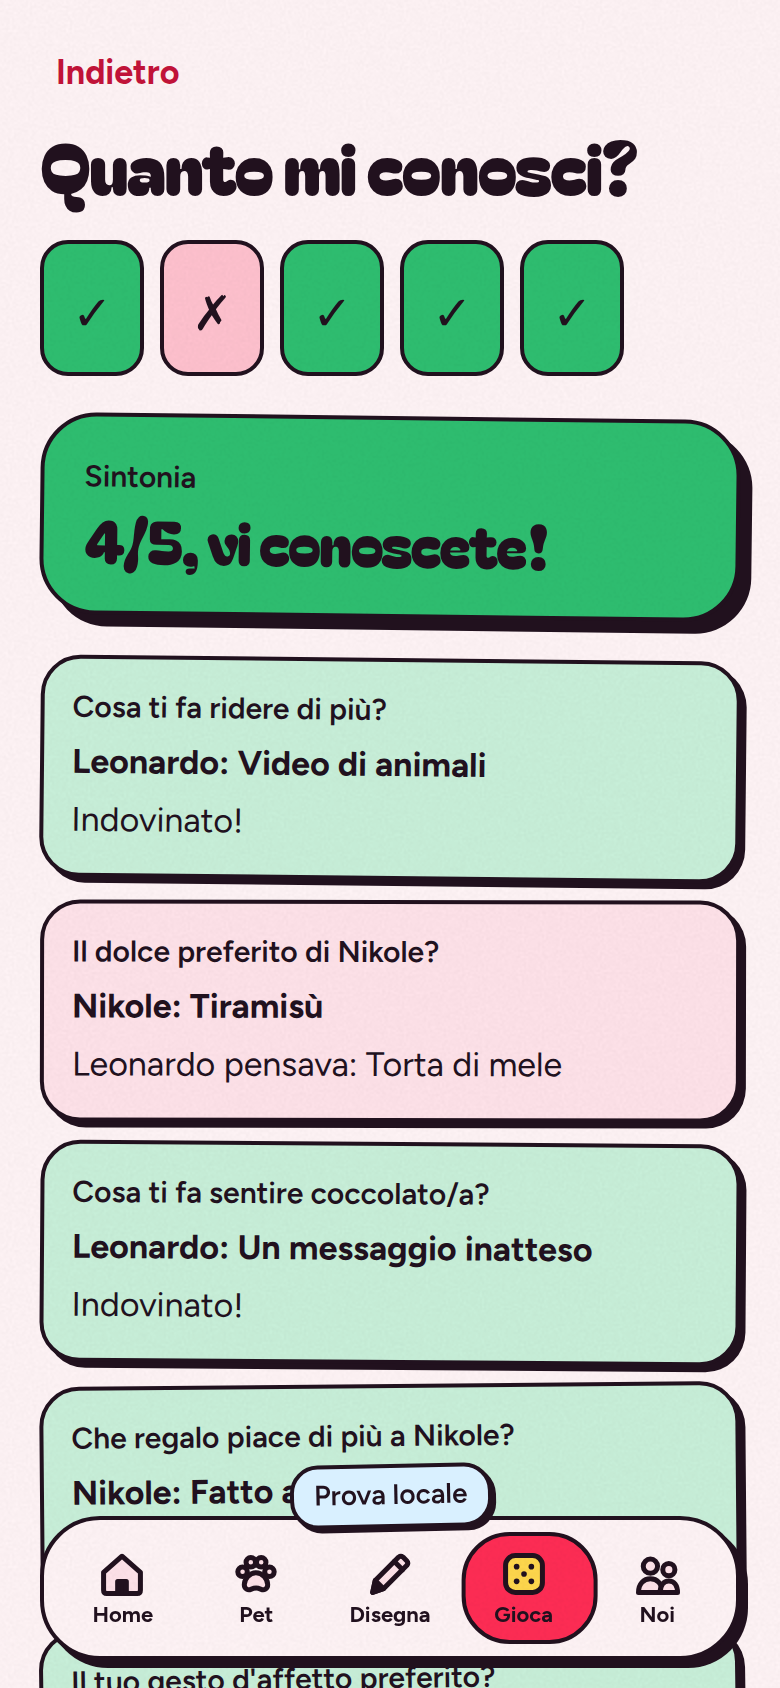 Indietro
Quanto mi conosci?
✓ ✗ ✓ ✓ ✓
Sintonia
4/5, vi conoscete!
Cosa ti fa ridere di più?
Leonardo: Video di animali
Indovinato!
Il dolce preferito di Nikole?
Nikole: Tiramisù
Leonardo pensava: Torta di mele
Cosa ti fa sentire coccolato/a?
Leonardo: Un messaggio inatteso
Indovinato!
Che regalo piace di più a Nikole?
Nikole: Fatto a
Prova locale
Home Pet Disegna Gioca Noi
Il tuo gesto d'affetto preferito?